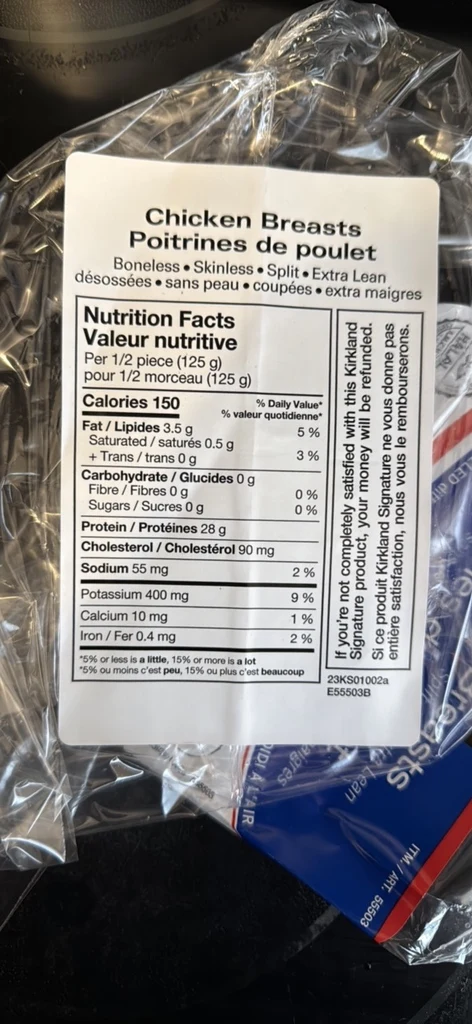 Chicken Breasts
Poitrines de poulet
Boneless • Skinless • Split • Extra Lean
désossées • sans peau • coupées • extra maigres
Nutrition Facts
Valeur nutritive
Per 1/2 piece (125 g)
pour 1/2 morceau (125 g)
Calories 150
% Daily Value*
% valeur quotidienne*
Fat / Lipides 3.5 g 5 %
Saturated / saturés 0.5 g
+ Trans / trans 0 g 3 %
Carbohydrate / Glucides 0 g
Fibre / Fibres 0 g 0 %
Sugars / Sucres 0 g 0 %
Protein / Protéines 28 g
Cholesterol / Cholestérol 90 mg
Sodium 55 mg 2 %
Potassium 400 mg 9 %
Calcium 10 mg 1 %
Iron / Fer 0.4 mg 2 %
*5% or less is a little, 15% or more is a lot
*5% ou moins c'est peu, 15% ou plus c'est beaucoup
If you're not completely satisfied with this Kirkland
Signature product, your money will be refunded.
Si ce produit Kirkland Signature ne vous donne pas
entière satisfaction, nous vous le rembourserons.
23KS01002a
E55503B
HALAL
Lean
À L'AIR
ITM. / ART. 55503